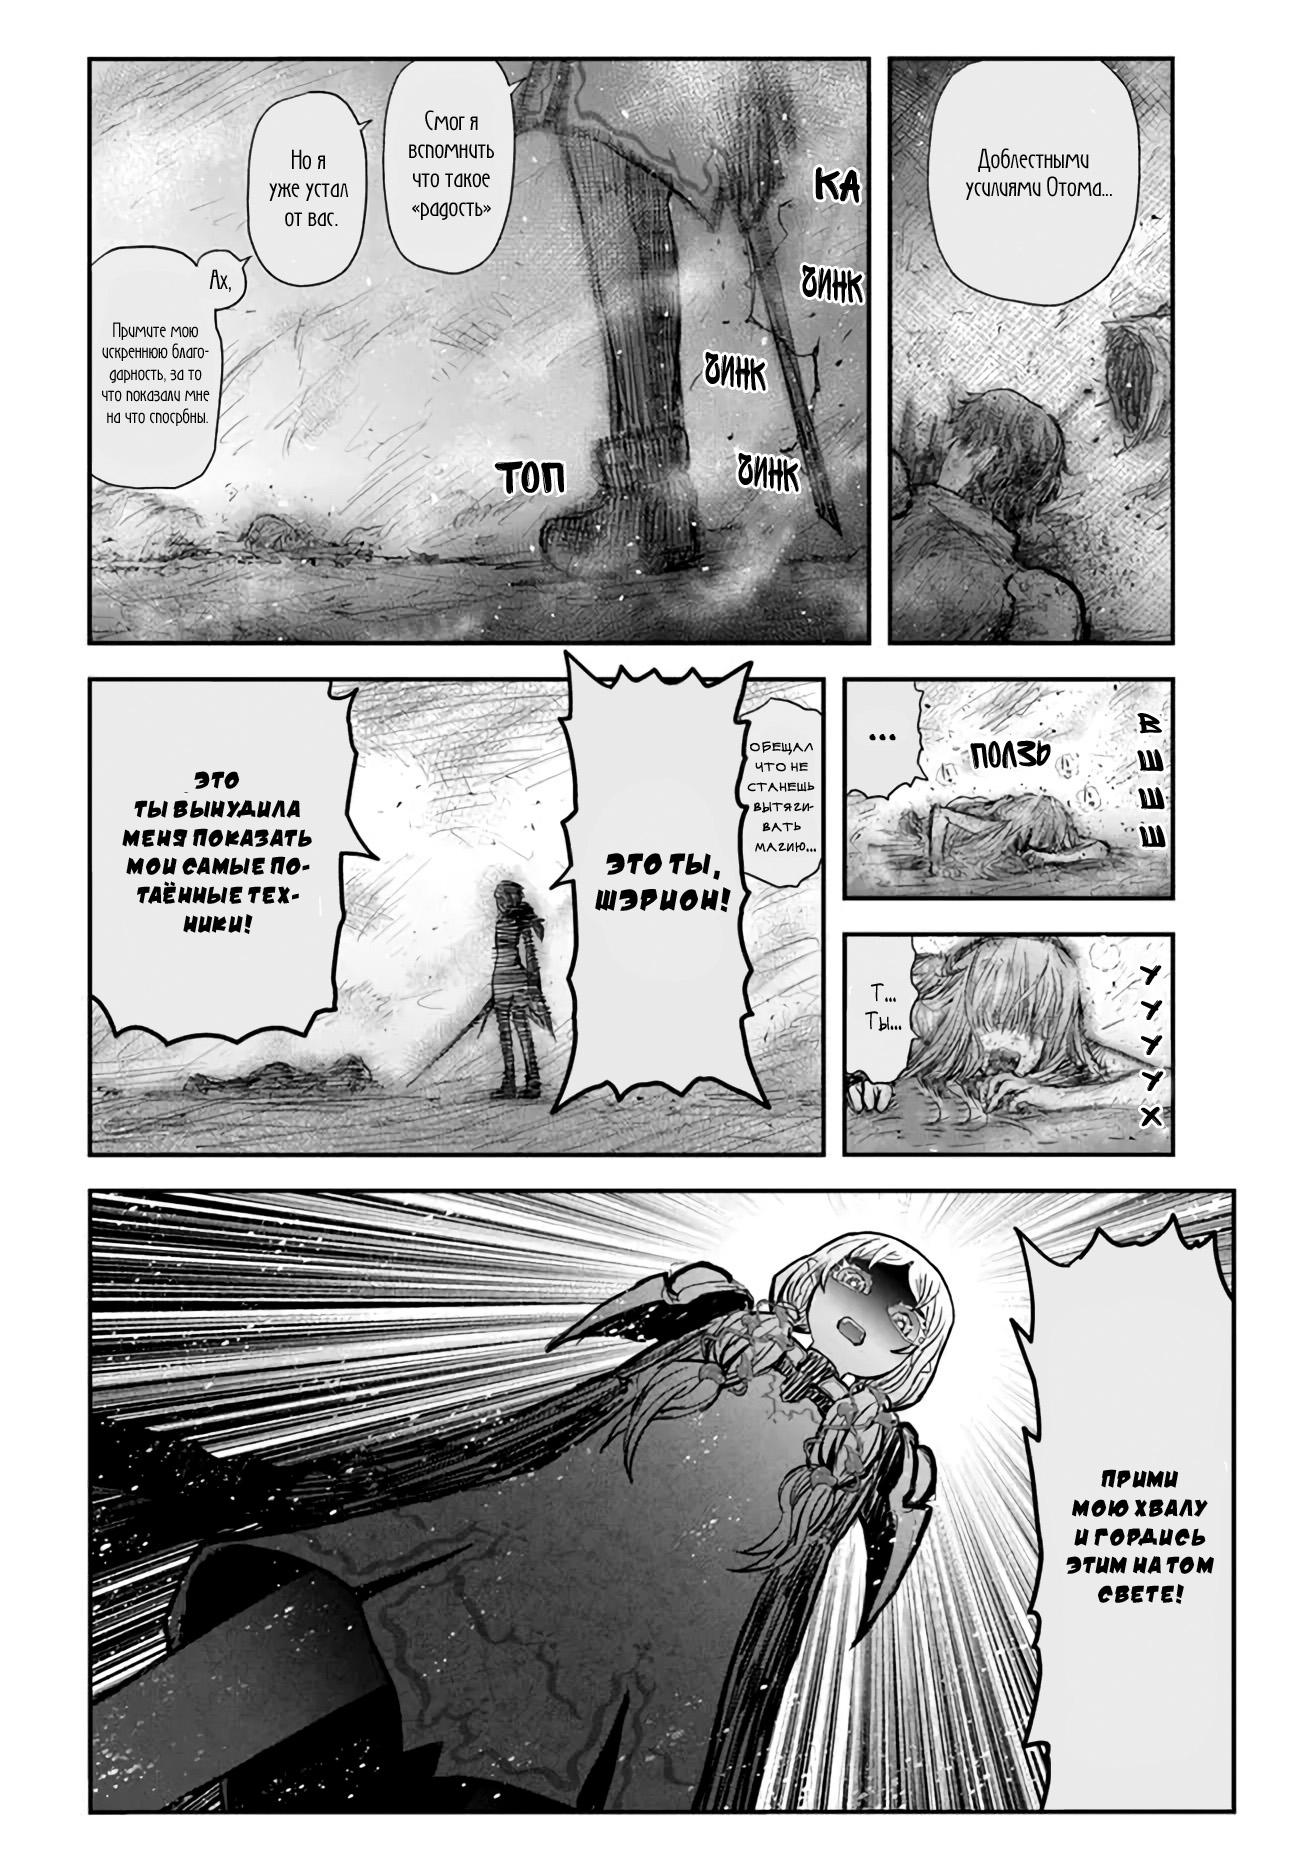 Доблестными
усилиями Отома...
Смог я
вспомнить
что такое
«радость»
Но я
уже устал
от вас.
Ах,
Примите мою
искреннюю благо-
дарность, за то
что показали мне
на что спосрбны.
КА
ЧИНК
ЧИНК
ЧИНК
ТОП
ВШШШ
ПОЛЗЬ
...
УУУУХ
Т...
Ты...
ОБЕЩАЛ
ЧТО НЕ
СТАНЕШЬ
ВЫТЯГИ-
ВАТЬ
МАГИЮ...
ЭТО ТЫ,
ШЭРИОН!
ЭТО
ТЫ ВЫНУДИЛА
МЕНЯ ПОКАЗАТЬ
МОИ САМЫЕ ПО-
ТАЁННЫЕ ТЕХ-
НИКИ!
ПРИМИ
МОЮ ХВАЛУ
И ГОРДИСЬ
ЭТИМ НА ТОМ
СВЕТЕ!